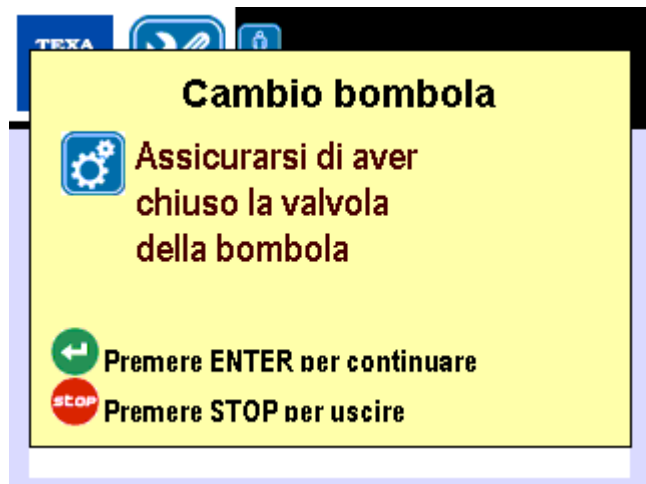 TEXA
Cambio bombola
Assicurarsi di aver
chiuso la valvola
della bombola
Premere ENTER per continuare
stop Premere STOP per uscire